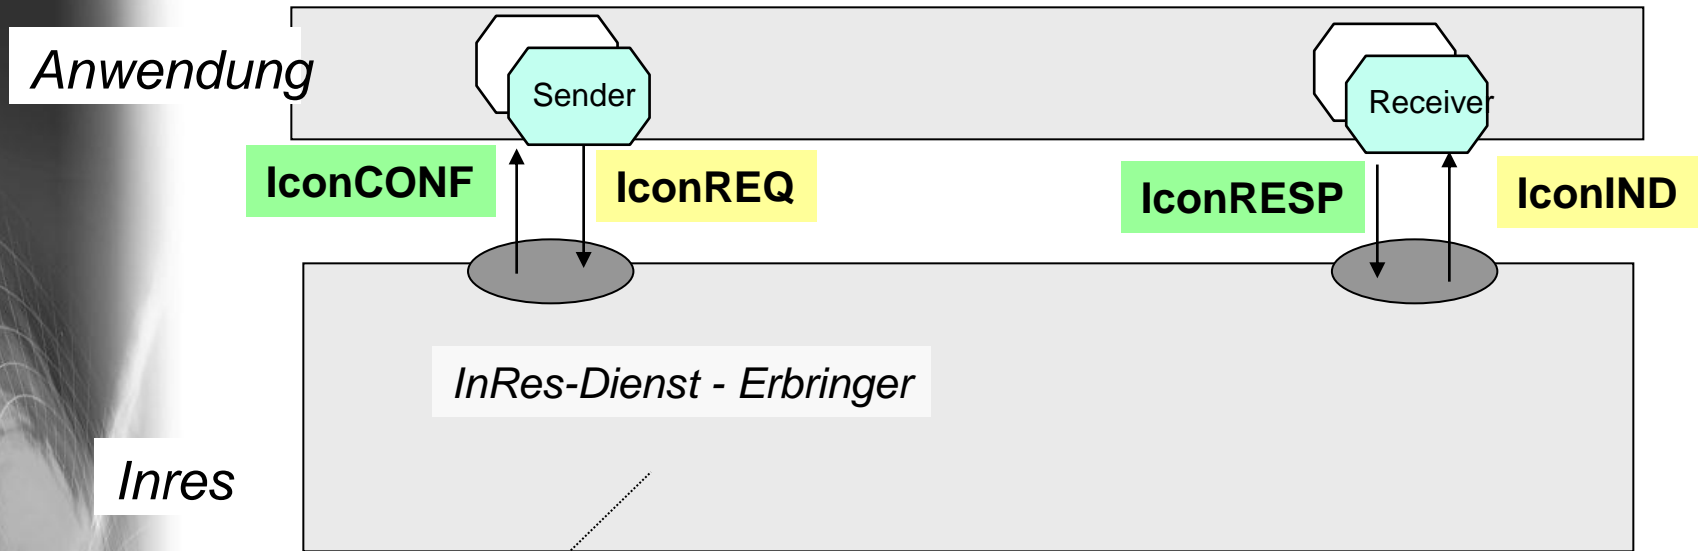 Anwendung
Sender
Receiver
IconCONF
IconREQ
IconRESP
IconIND
InRes-Dienst - Erbringer
Inres